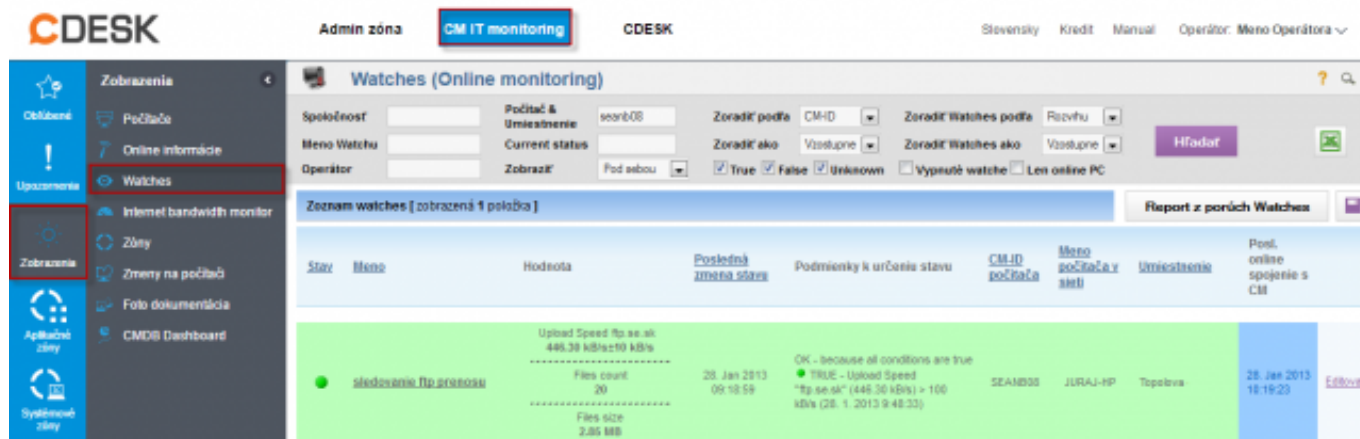 CDESK
Admin zóna
CM IT monitoring
CDESK
Slovensky
Kredit
Manual
Operátor: Meno Operátora
Obľúbené
Upozornenia
Zobrazenia
Aplikačné
zóny
Systémové
zóny
Zobrazenia
Počítače
Online informácie
Watches
Internet bandwidth monitor
Zóny
Zmeny na počítači
Foto dokumentácia
CMDB Dashboard
Watches (Online monitoring)
?
Spoločnosť
Počítač &
Umiestnenie
seanb08
Zoradiť podľa
CM-ID
Zoradiť Watches podľa
Rozvrhu
Meno Watchu
Current status
Zoradiť ako
Vzostupne
Zoradiť Watches ako
Vzostupne
Hľadať
Operátor
Zobraziť
Pod sebou
True
False
Unknown
Vypnuté watche
Len online PC
Zoznam watches [ zobrazená 1 položka ]
Report z porúch Watches
Stav
Meno
Hodnota
Posledná
zmena stavu
Podmienky k určeniu stavu
CM-ID
počítača
Meno
počítača v
sieti
Umiestnenie
Posl.
online
spojenie s
CM
sledovanie ftp prenosu
Upload Speed ftp.se.sk
446.30 kB/s±10 kB/s
Files count
20
Files size
2.85 MB
28. Jan 2013
09:18:59
OK - because all conditions are true
TRUE - Upload Speed
"ftp.se.sk" (446.30 kB/s) > 100
kB/s (28. 1. 2013 9:48:33)
SEANB08
JURAJ-HP
Topolova
28. Jan 2013
10:19:23